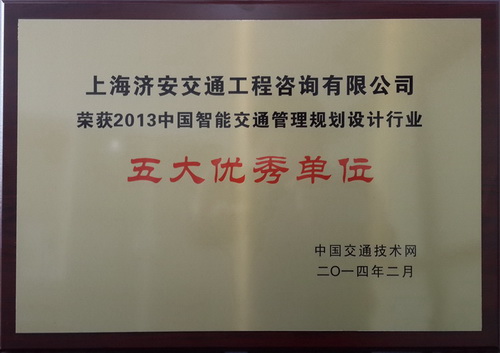 上海济安交通工程咨询有限公司
荣获2013中国智能交通管理规划设计行业
五大优秀单位
中国交通技术网
二〇一四年二月